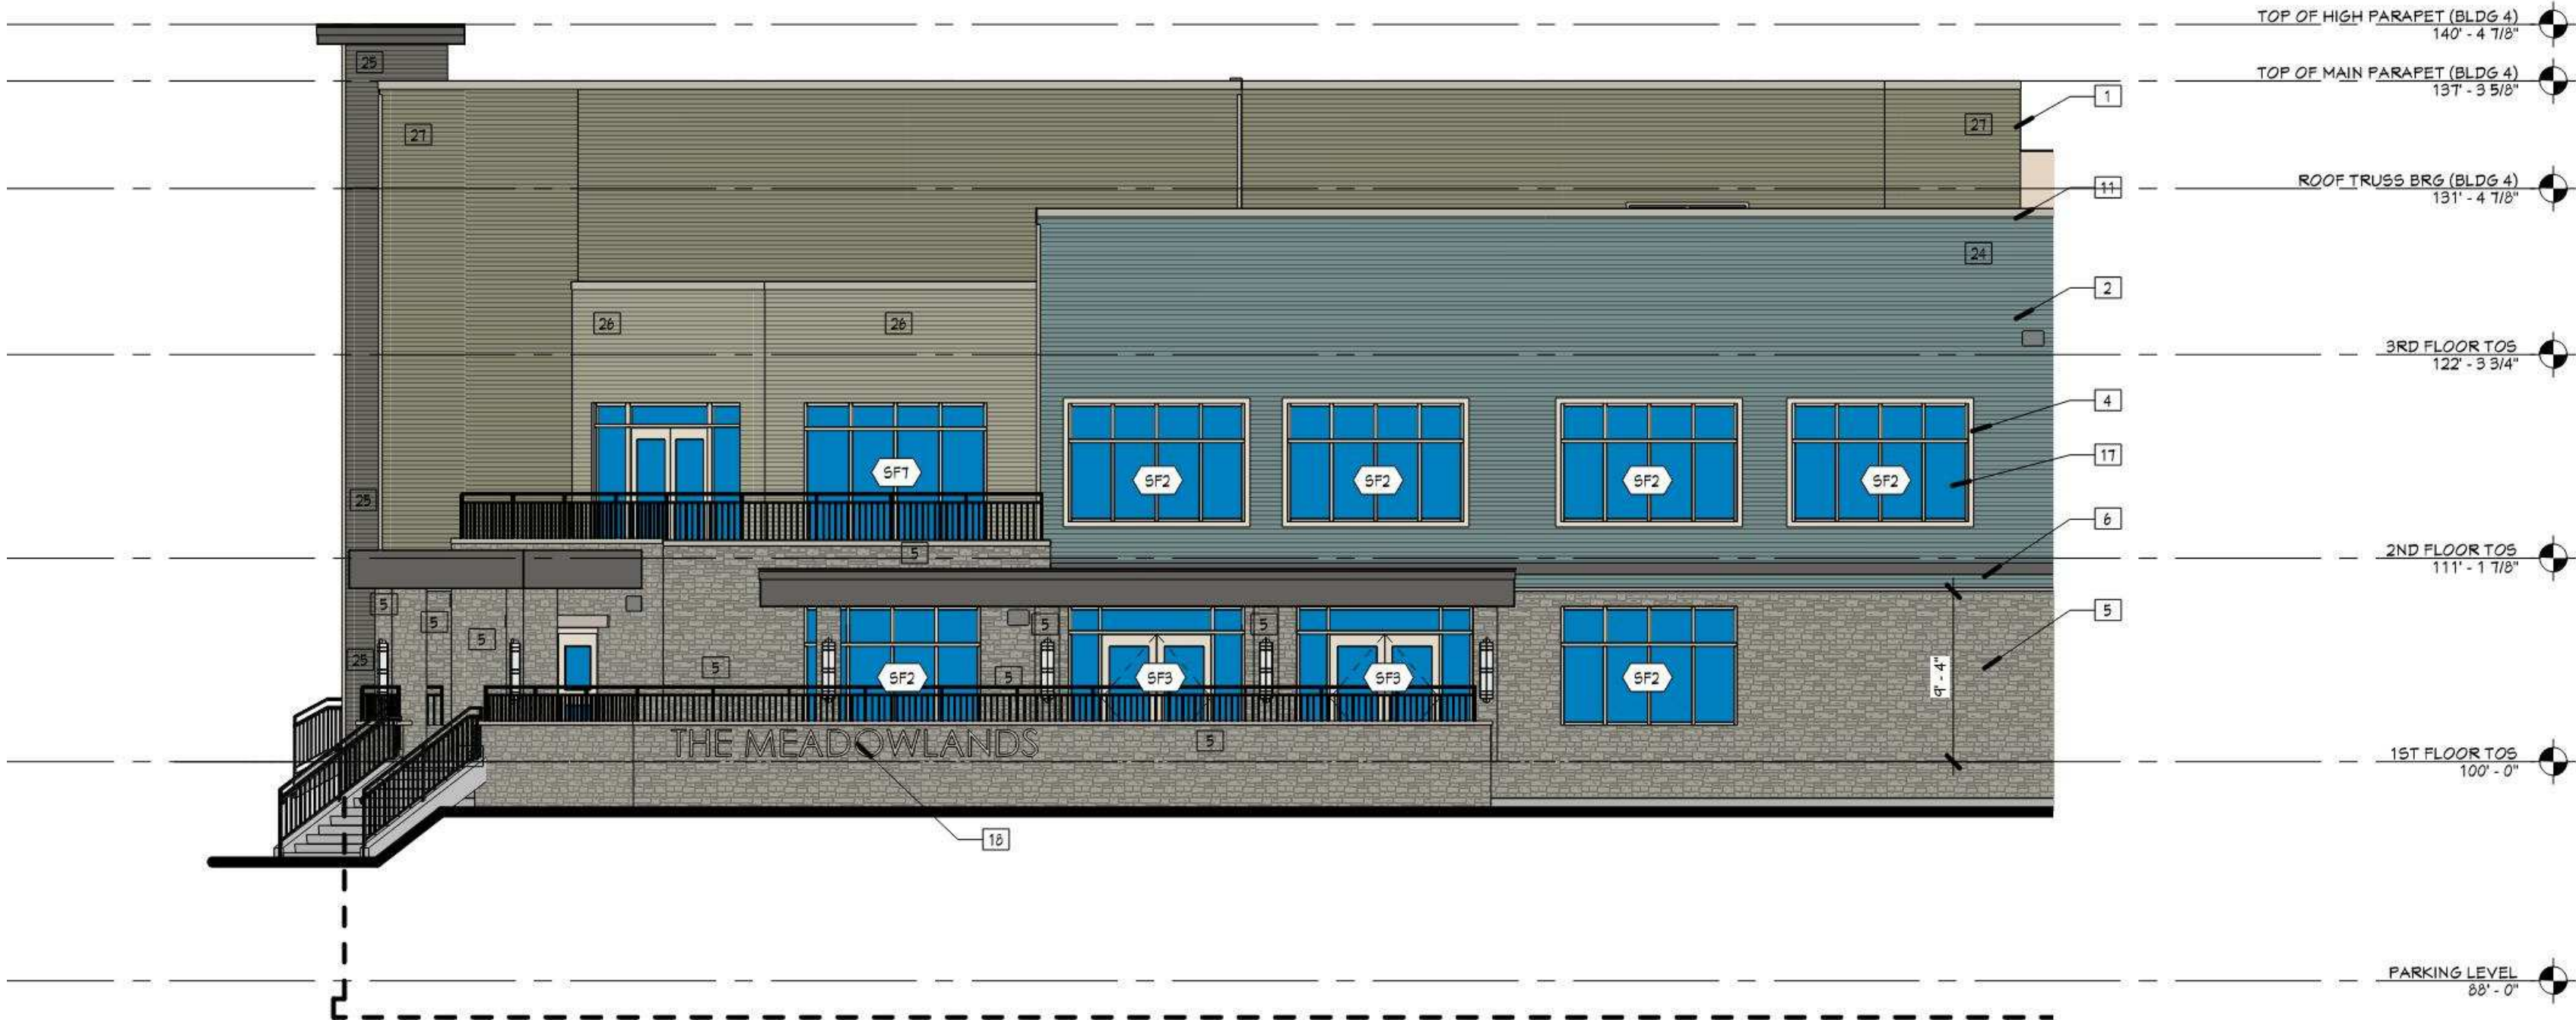 TOP OF HIGH PARAPET (BLDG 4)
140' - 4 7/8"
25
TOP OF MAIN PARAPET (BLDG 4)
137' - 3 5/8"
1
27
27
ROOF TRUSS BRG (BLDG 4)
131' - 4 7/8"
11
24
2
26
26
3RD FLOOR TOS
122' - 3 3/4"
4
17
SF7
SF2
SF2
SF2
SF2
25
6
2ND FLOOR TOS
111' - 1 7/8"
5
5
5
5
5
5
5
5
25
5
5
SF2
SF3
SF3
SF2
9' - 4"
THE MEADOWLANDS
5
1ST FLOOR TOS
100' - 0"
18
PARKING LEVEL
88' - 0"